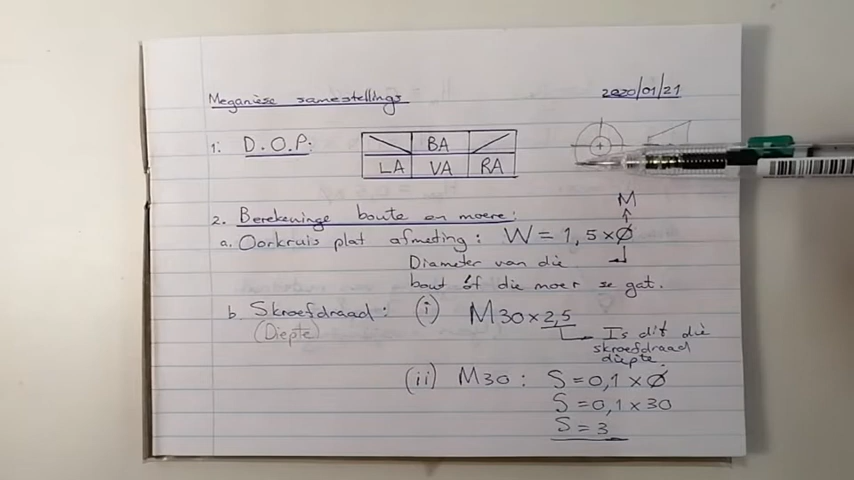 Meganiese samestellings
2020/01/21
1. D.O.P:
BA
LA VA RA
2. Berekeninge boute en moere:
M
a. Oorkruis plat afmeting: W = 1,5 × Ø
Diameter van die
bout óf die moer se gat.
b. Skroefdraad: (i) M30 × 2,5
(Diepte)
Is dit die
skroefdraad
diepte.
(ii) M30: S = 0,1 × Ø
S = 0,1 × 30
S = 3